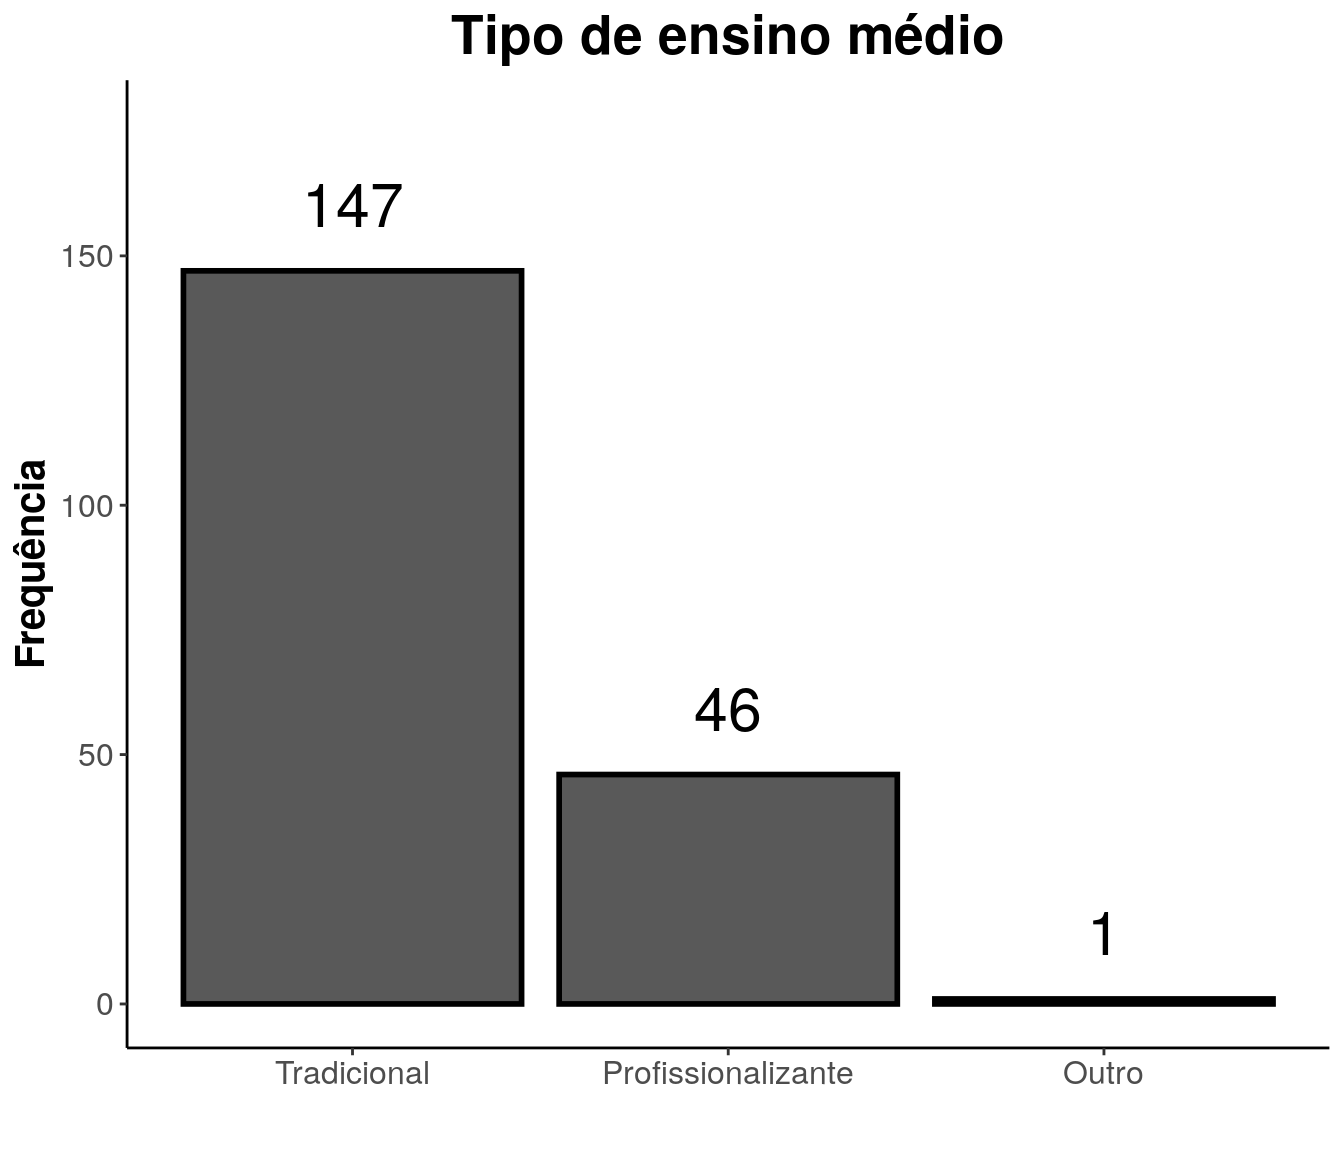 Tipo de ensino médio
Frequência
150
100
50
0
147
46
1
Tradicional
Profissionalizante
Outro